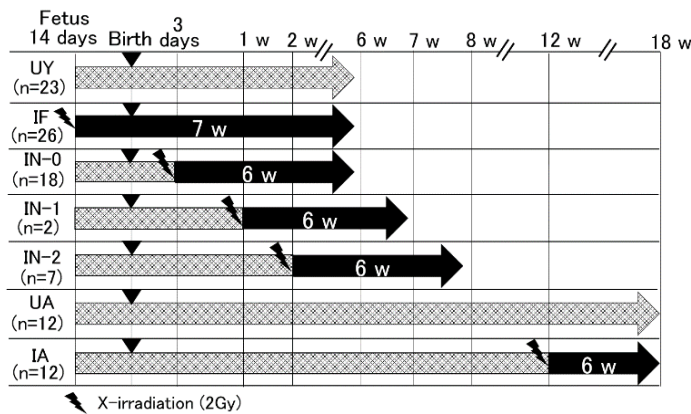 Fetus 3
14 days Birth days 1 w 2 w 6 w 7 w 8 w 12 w 18 w
UY
(n=23)
IF
(n=26) 7 w
IN-0
(n=18) 6 w
IN-1
(n=2) 6 w
IN-2
(n=7) 6 w
UA
(n=12)
IA
(n=12) 6 w
X-irradiation (2Gy)